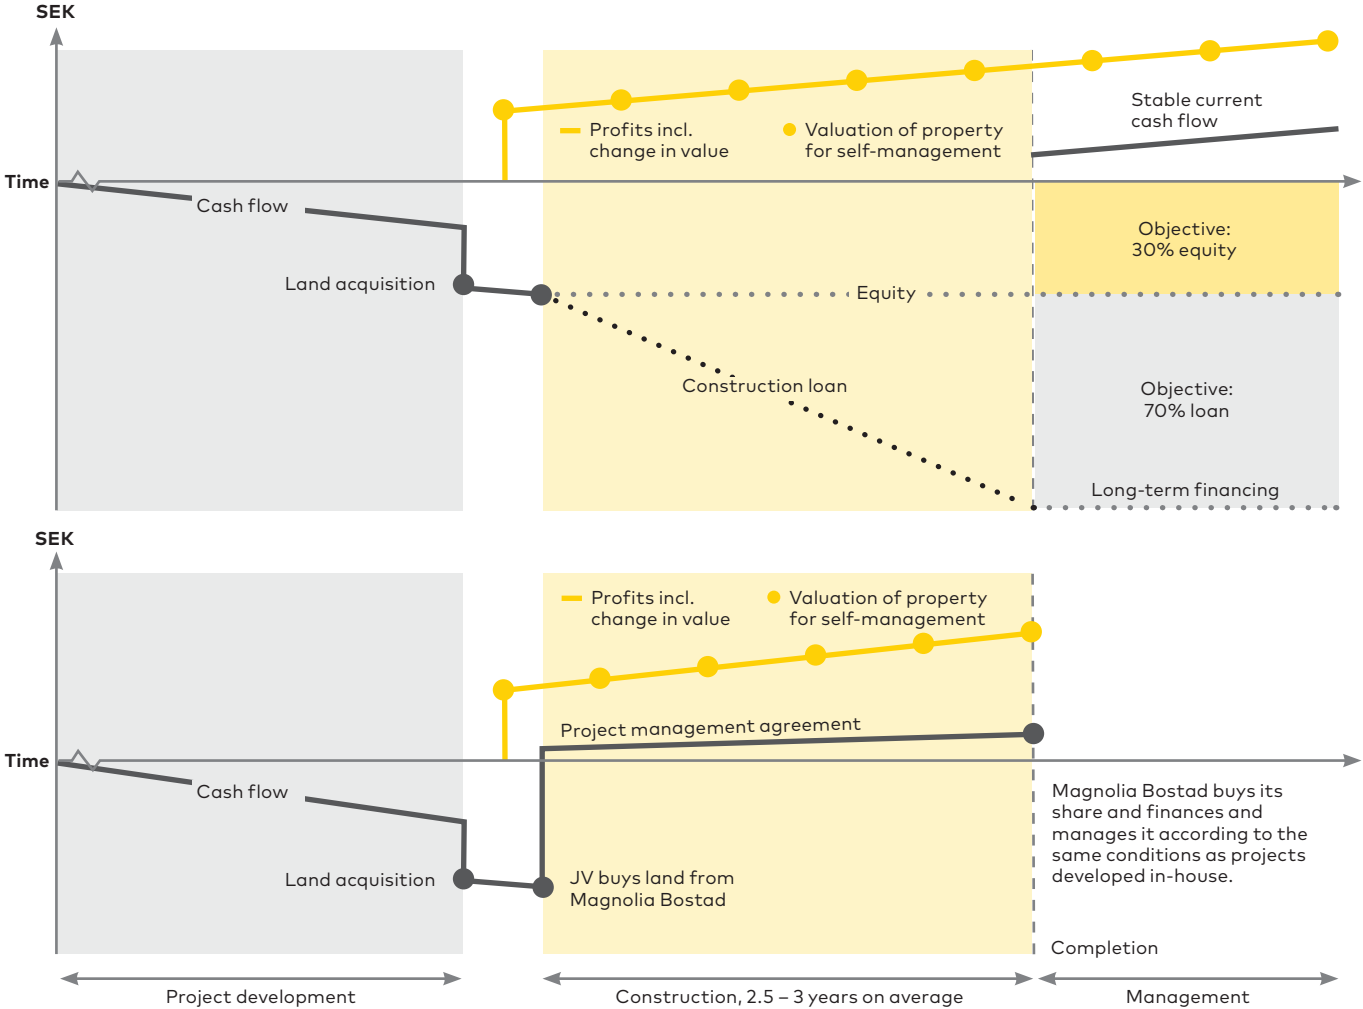 SEK
Stable current
cash flow
Profits incl.
change in value
Valuation of property
for self-management
Time
Cash flow
Objective:
30% equity
Land acquisition
Equity
Construction loan
Objective:
70% loan
Long-term financing
SEK
Profits incl.
change in value
Valuation of property
for self-management
Project management agreement
Time
Cash flow
Magnolia Bostad buys its
share and finances and
manages it according to the
same conditions as projects
developed in-house.
Land acquisition
JV buys land from
Magnolia Bostad
Completion
Project development
Construction, 2.5 – 3 years on average
Management